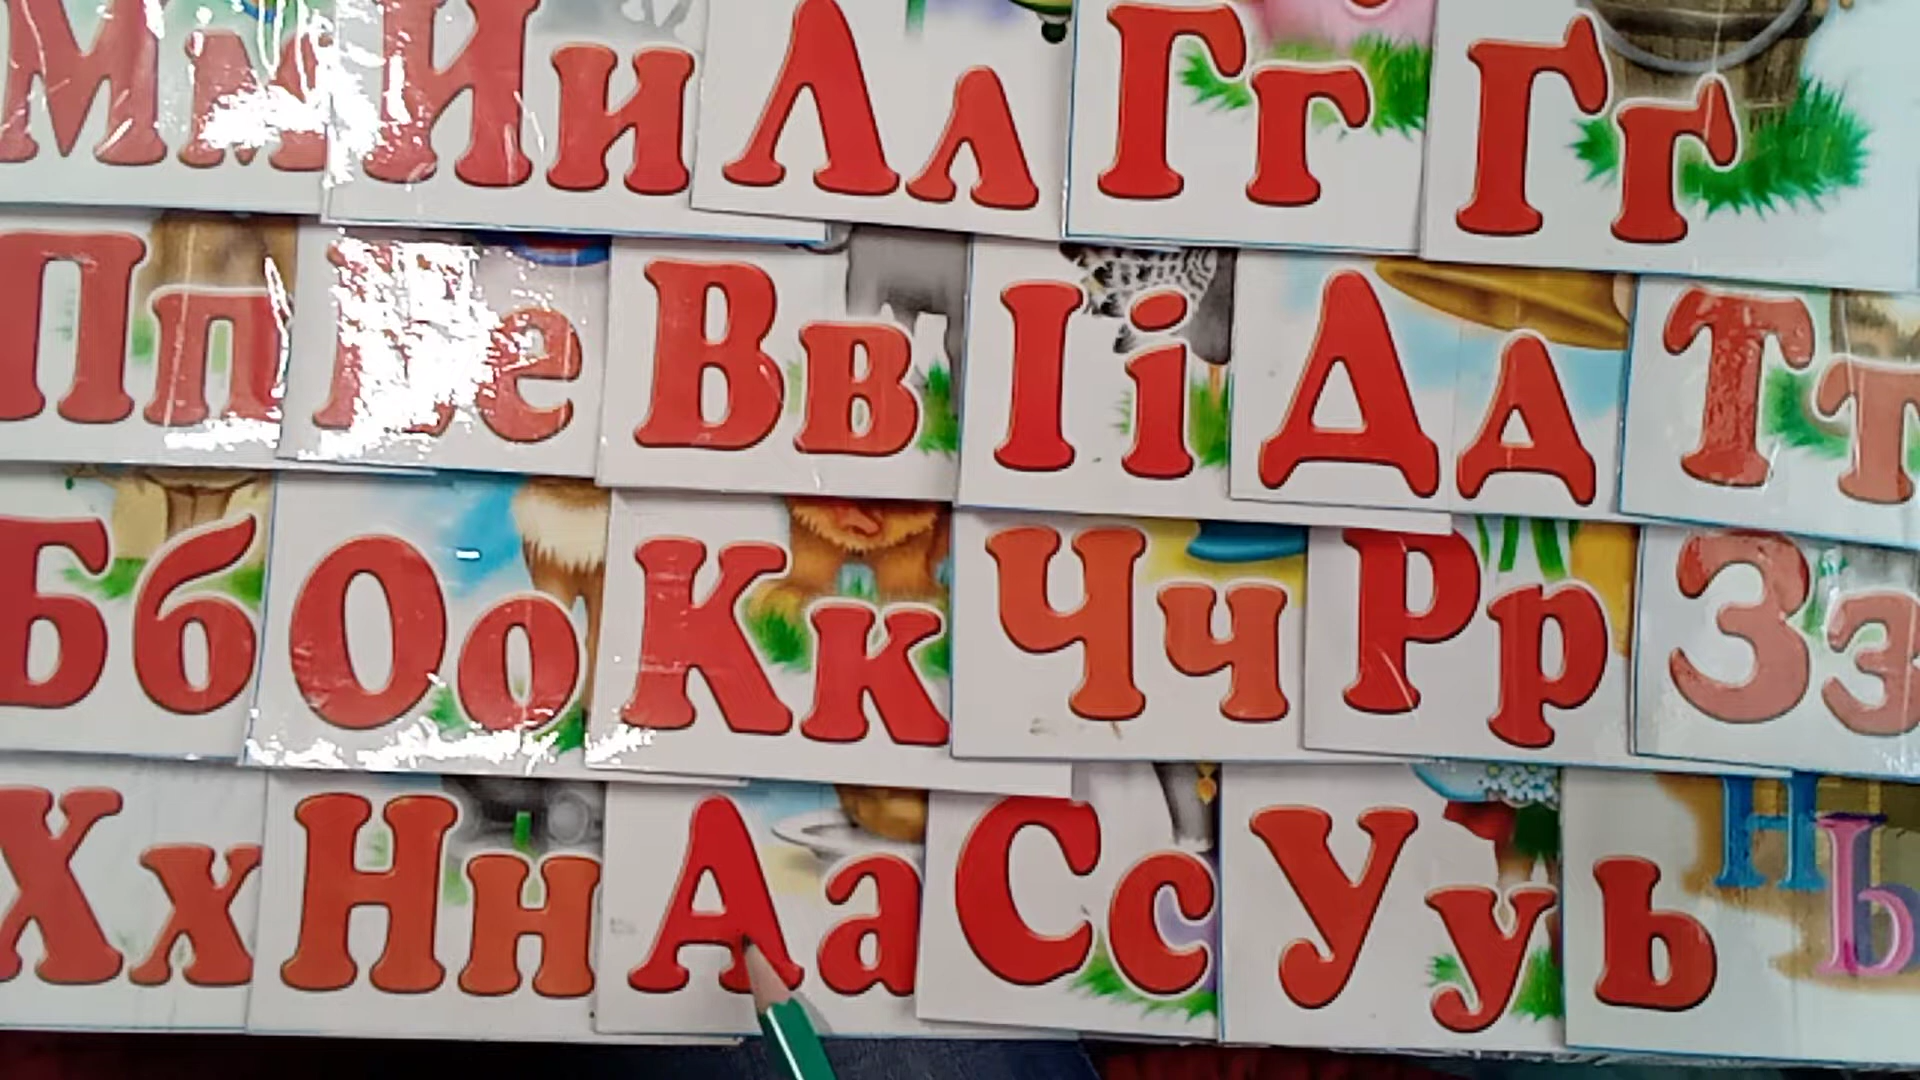 Мм Ии Лл Гг Ґґ
Пп Ее Вв Іі Дд Тт
Бб Оо Кк Чч Рр Зз
Хх Нн Аа Сс Уу ь Н Ь